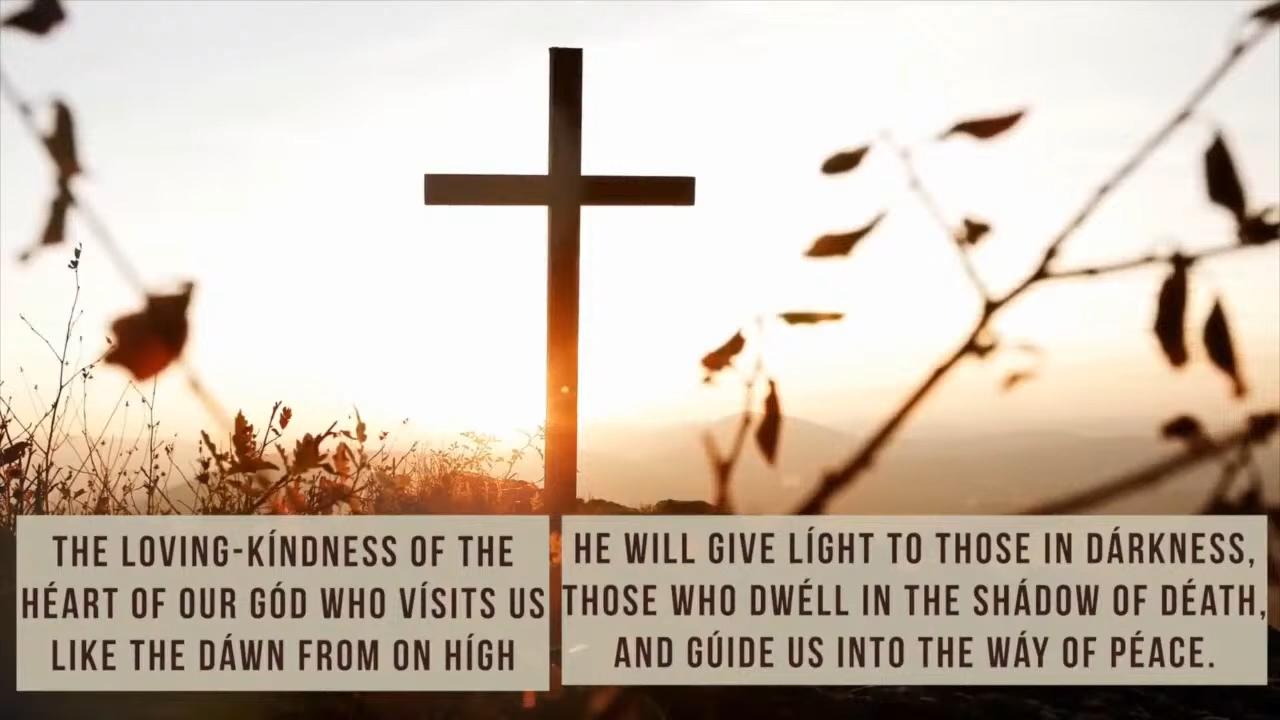 THE LOVING-KÍNDNESS OF THE
HÉART OF OUR GÓD WHO VÍSITS US
LIKE THE DÁWN FROM ON HÍGH
HE WILL GIVE LÍGHT TO THOSE IN DÁRKNESS,
THOSE WHO DWÉLL IN THE SHÁDOW OF DÉATH,
AND GÚIDE US INTO THE WÁY OF PÉACE.